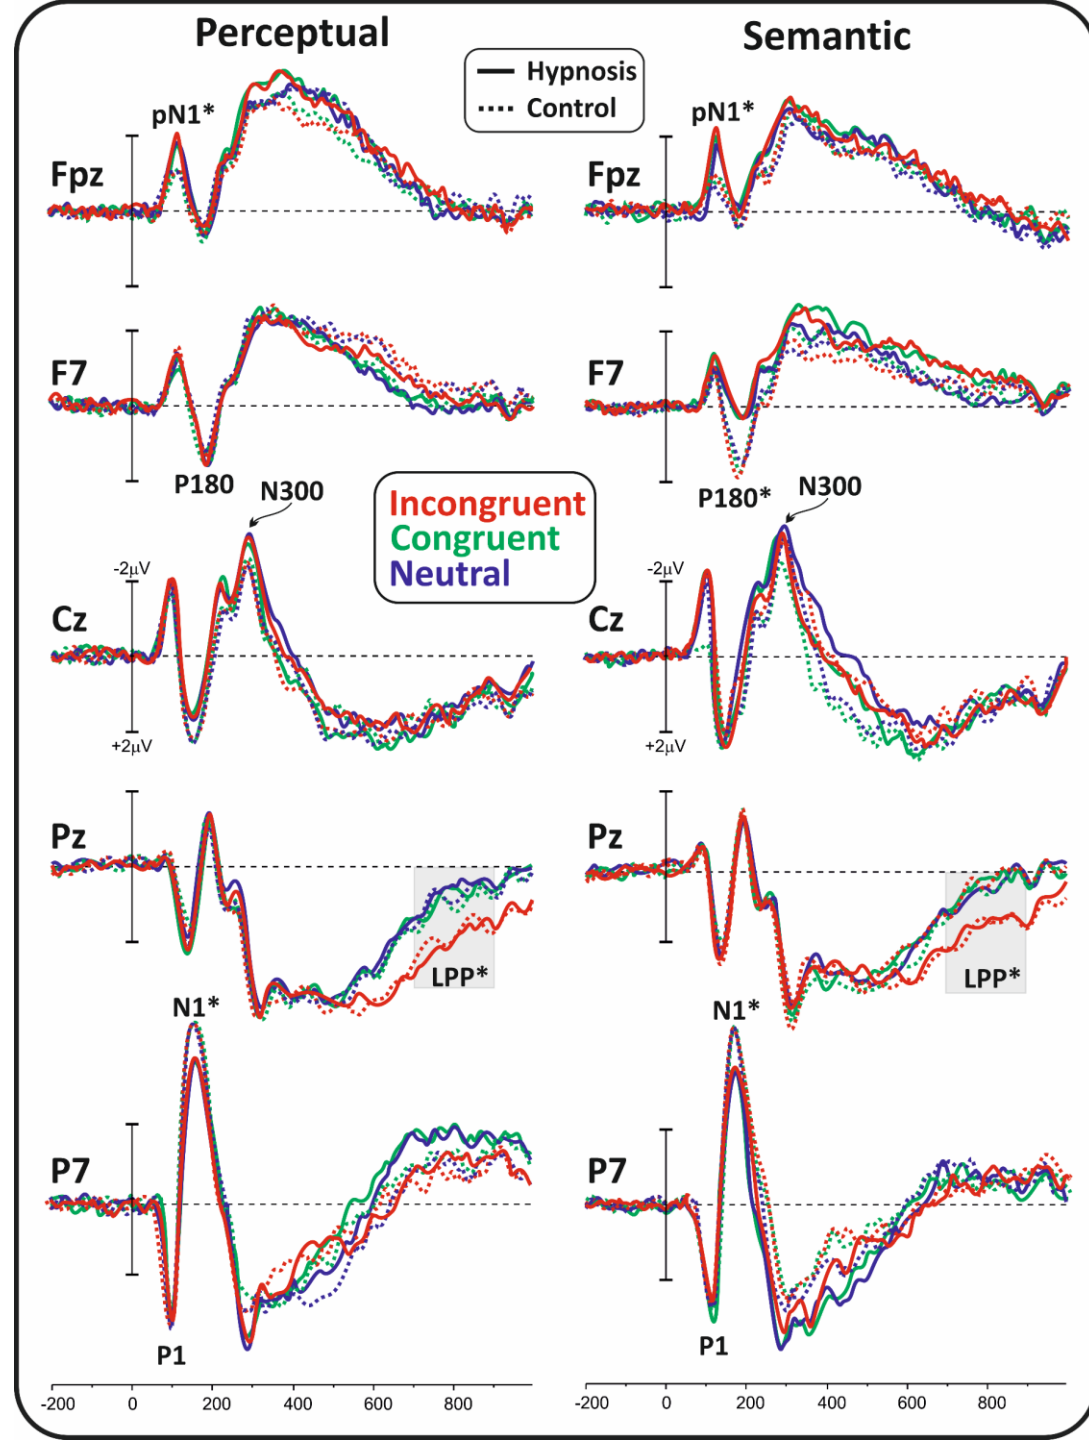 Perceptual
Semantic
Hypnosis
Control
pN1*
pN1*
Fpz
Fpz
F7
F7
P180
N300
P180*
N300
Incongruent
Congruent
Neutral
-2μV
-2μV
Cz
Cz
+2μV
+2μV
Pz
Pz
LPP*
LPP*
N1*
N1*
P7
P7
P1
P1
-200 0 200 400 600 800
-200 0 200 400 600 800